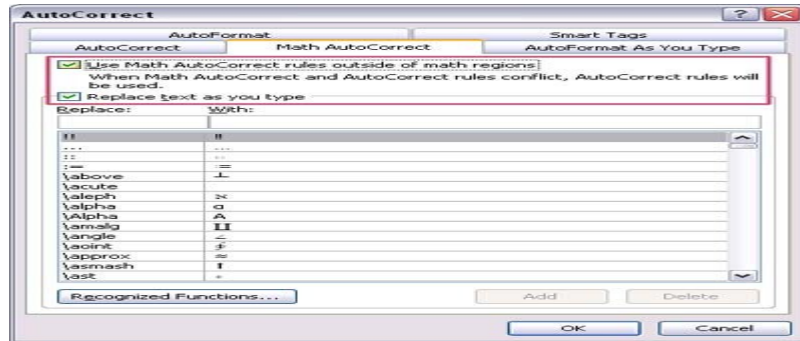 AutoCorrect
AutoFormat Smart Tags
AutoCorrect Math AutoCorrect AutoFormat As You Type
Use Math AutoCorrect rules outside of math regions
When Math AutoCorrect and AutoCorrect rules conflict, AutoCorrect rules will
be used.
Replace text as you type
Replace: With:
... ...
:: 
:= 
\above ┴
\acute
\aleph ℵ
\alpha α
\Alpha Α
\amalg ∐
\angle ∠
\aoint ∳
\approx ≈
\asmash ⬆
\ast
Recognized Functions... Add Delete
OK Cancel